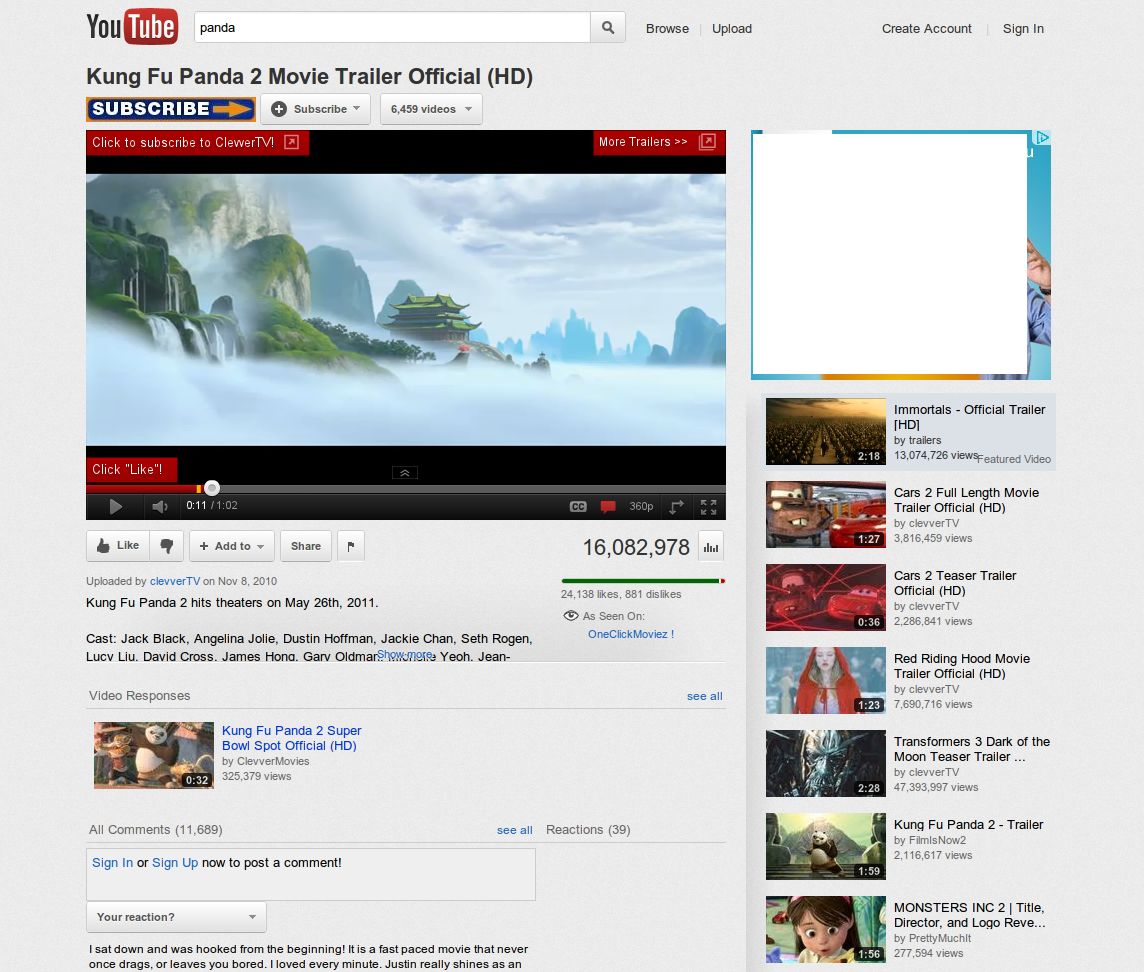 YouTube
panda
Browse | Upload
Create Account | Sign In
Kung Fu Panda 2 Movie Trailer Official (HD)
SUBSCRIBE
Subscribe
6,459 videos
Click to subscribe to ClevverTV!
More Trailers >>
Click "Like"!
0:11 / 1:02
CC
360p
Like
+ Add to
Share
16,082,978
Uploaded by clevverTV on Nov 8, 2010
24,138 likes, 881 dislikes
Kung Fu Panda 2 hits theaters on May 26th, 2011.
As Seen On:
OneClickMoviez !
Cast: Jack Black, Angelina Jolie, Dustin Hoffman, Jackie Chan, Seth Rogen,
Lucy Liu, David Cross, James Hong, Gary Oldman, Michelle Yeoh, Jean-
Show more
Video Responses
see all
Kung Fu Panda 2 Super
Bowl Spot Official (HD)
by ClevverMovies
325,379 views
0:32
All Comments (11,689)
see all
Reactions (39)
Sign In or Sign Up now to post a comment!
Your reaction?
I sat down and was hooked from the beginning! It is a fast paced movie that never
once drags, or leaves you bored. I loved every minute. Justin really shines as an
u
Immortals - Official Trailer
[HD]
by trailers
13,074,726 views
Featured Video
2:18
Cars 2 Full Length Movie
Trailer Official (HD)
by clevverTV
3,816,459 views
1:27
Cars 2 Teaser Trailer
Official (HD)
by clevverTV
2,286,841 views
0:36
Red Riding Hood Movie
Trailer Official (HD)
by clevverTV
7,690,716 views
1:23
Transformers 3 Dark of the
Moon Teaser Trailer ...
by clevverTV
47,393,997 views
2:28
Kung Fu Panda 2 - Trailer
by FilmIsNow2
2,116,617 views
1:59
MONSTERS INC 2 | Title,
Director, and Logo Reve...
by PrettyMuchIt
277,594 views
1:56